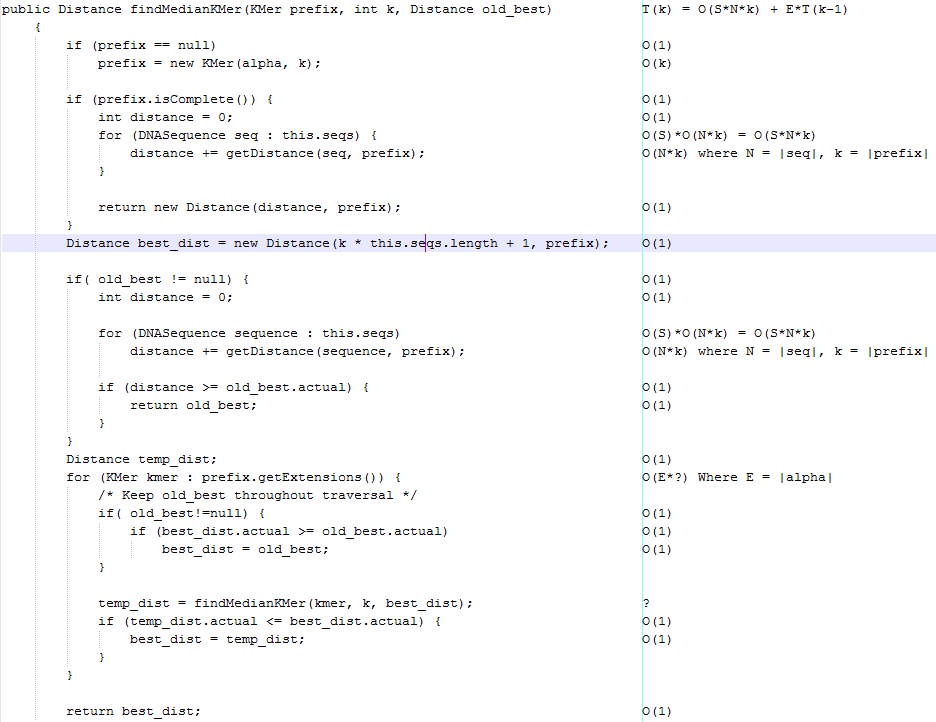 public Distance findMedianKMer(KMer prefix, int k, Distance old_best) T(k) = O(S*N*k) + E*T(k-1)
{
if (prefix == null) O(1)
prefix = new KMer(alpha, k); O(k)
if (prefix.isComplete()) { O(1)
int distance = 0; O(1)
for (DNASequence seq : this.seqs) { O(S)*O(N*k) = O(S*N*k)
distance += getDistance(seq, prefix); O(N*k) where N = |seq|, k = |prefix|
}
return new Distance(distance, prefix); O(1)
}
Distance best_dist = new Distance(k * this.seqs.length + 1, prefix); O(1)
if( old_best != null) { O(1)
int distance = 0; O(1)
for (DNASequence sequence : this.seqs) O(S)*O(N*k) = O(S*N*k)
distance += getDistance(sequence, prefix); O(N*k) where N = |seq|, k = |prefix|
if (distance >= old_best.actual) { O(1)
return old_best; O(1)
}
}
Distance temp_dist; O(1)
for (KMer kmer : prefix.getExtensions()) { O(E*?) Where E = |alpha|
/* Keep old_best throughout traversal */
if( old_best!=null) { O(1)
if (best_dist.actual >= old_best.actual) O(1)
best_dist = old_best; O(1)
}
temp_dist = findMedianKMer(kmer, k, best_dist); ?
if (temp_dist.actual <= best_dist.actual) { O(1)
best_dist = temp_dist; O(1)
}
}
return best_dist; O(1)